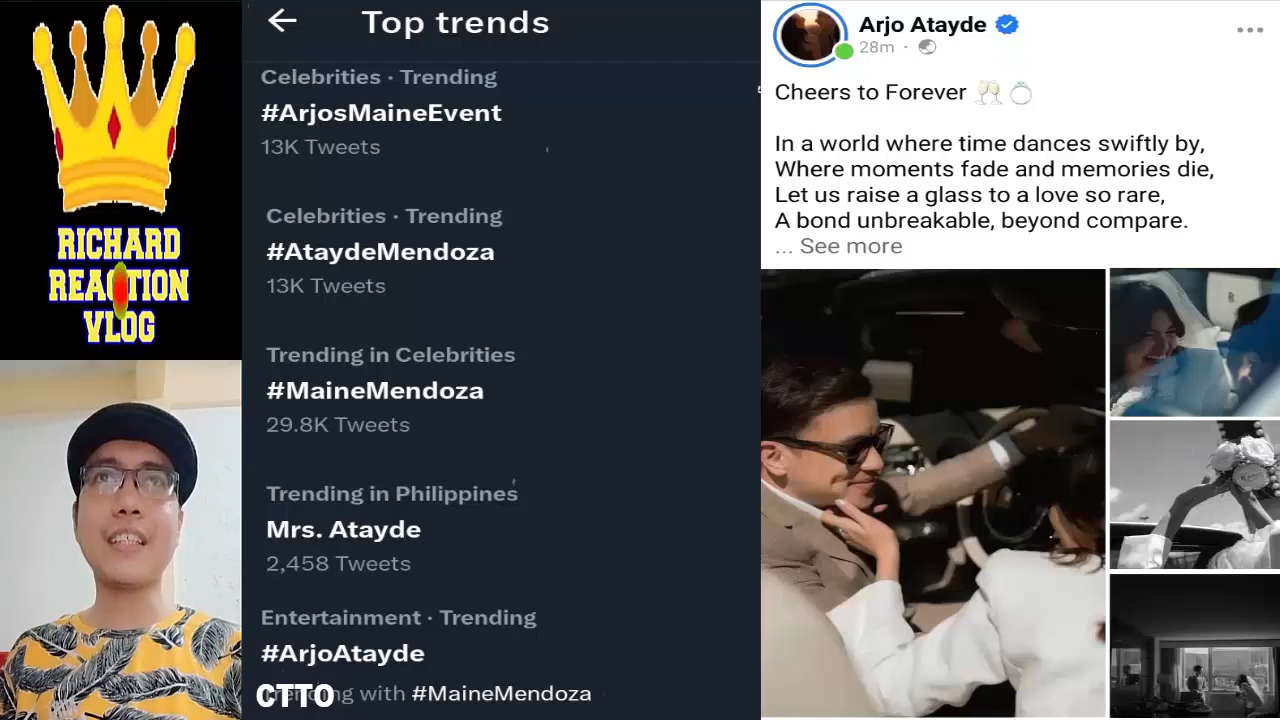 RICHARD
REACTION
VLOG
Top trends
Celebrities · Trending
#ArjosMaineEvent
13K Tweets
Celebrities · Trending
#AtaydeMendoza
13K Tweets
Trending in Celebrities
#MaineMendoza
29.8K Tweets
Trending in Philippines
Mrs. Atayde
2,458 Tweets
Entertainment · Trending
#ArjoAtayde
Trending with #MaineMendoza
CTTO
Arjo Atayde
28m ·
Cheers to Forever 🥂💍
In a world where time dances swiftly by,
Where moments fade and memories die,
Let us raise a glass to a love so rare,
A bond unbreakable, beyond compare.
... See more